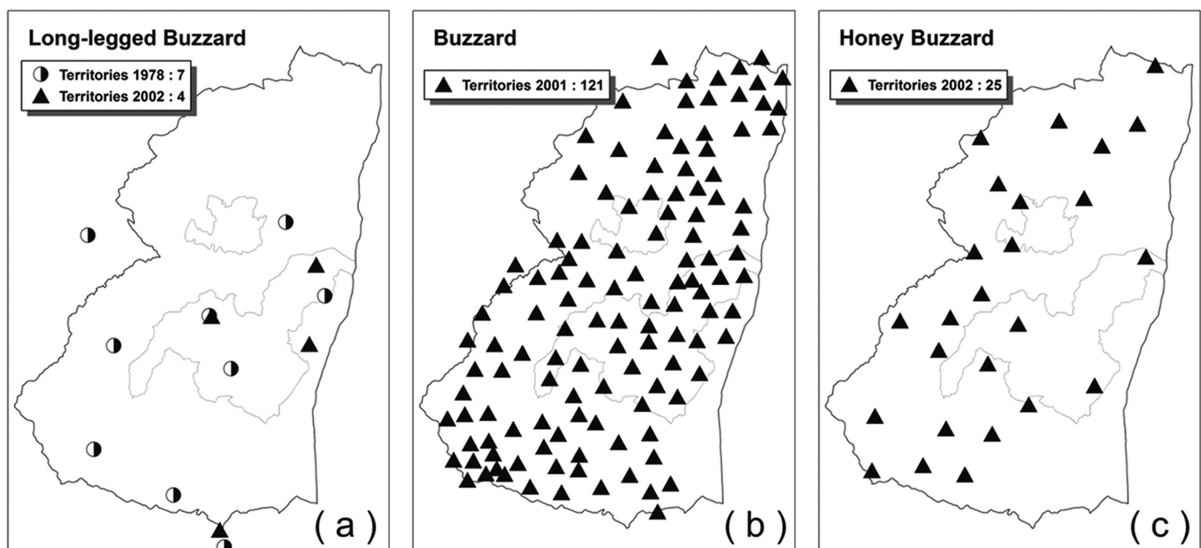 Long-legged Buzzard
Territories 1978 : 7
Territories 2002 : 4
(a)
Buzzard
Territories 2001 : 121
(b)
Honey Buzzard
Territories 2002 : 25
(c)